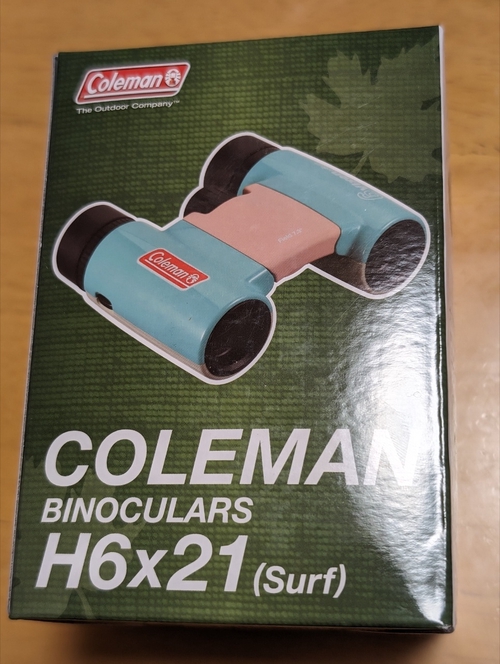 Coleman
The Outdoor Company™
Coleman
COLEMAN
BINOCULARS
H6x21 (Surf)